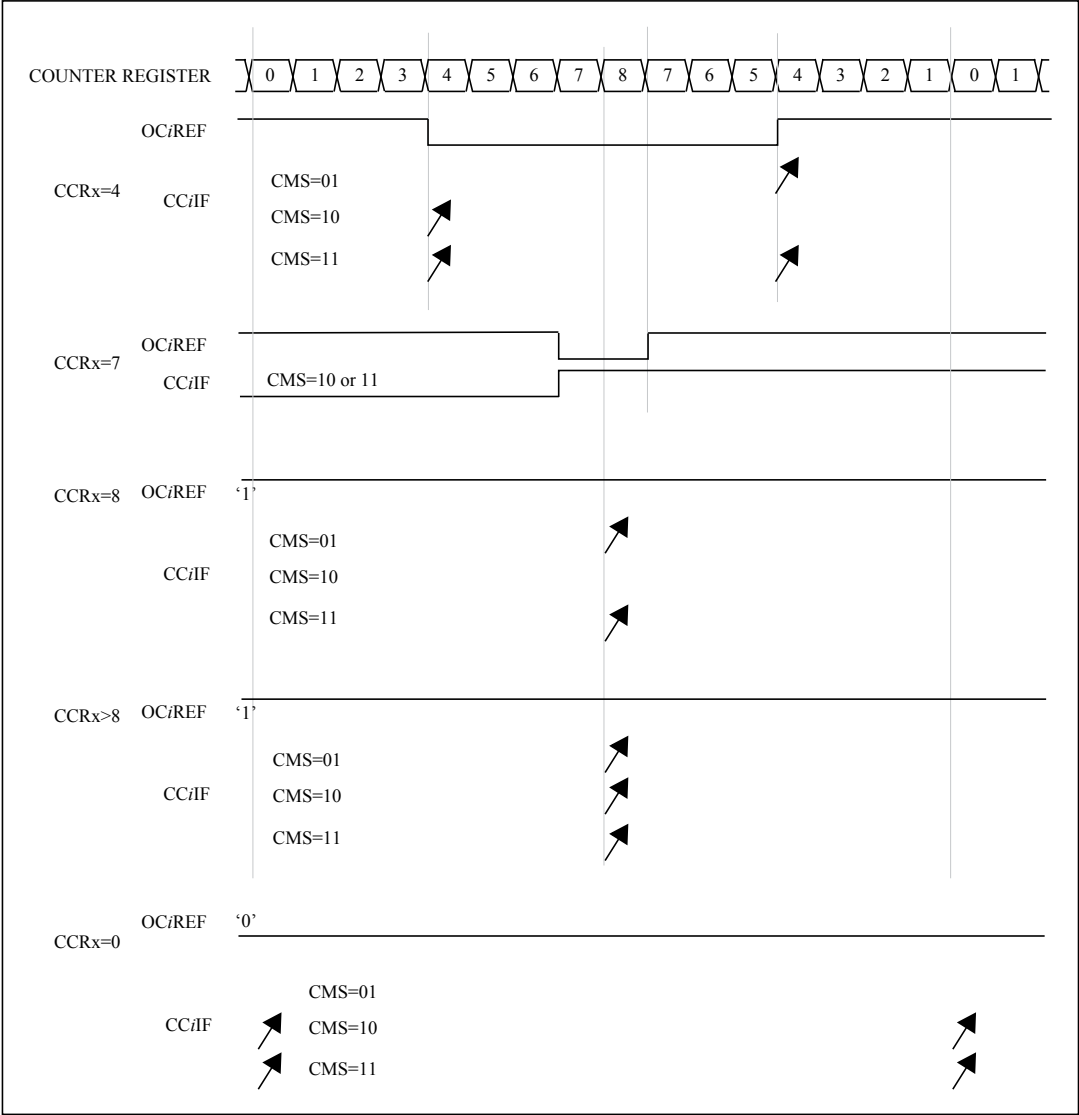 COUNTER REGISTER 0 1 2 3 4 5 6 7 8 7 6 5 4 3 2 1 0 1
OCiREF
CCRx=4
CCiIF
CMS=01
CMS=10
CMS=11
OCiREF
CCRx=7
CCiIF
CMS=10 or 11
CCRx=8 OCiREF ‘1’
CMS=01
CCiIF CMS=10
CMS=11
CCRx>8 OCiREF ‘1’
CMS=01
CCiIF CMS=10
CMS=11
OCiREF ‘0’
CCRx=0
CMS=01
CCiIF CMS=10
CMS=11